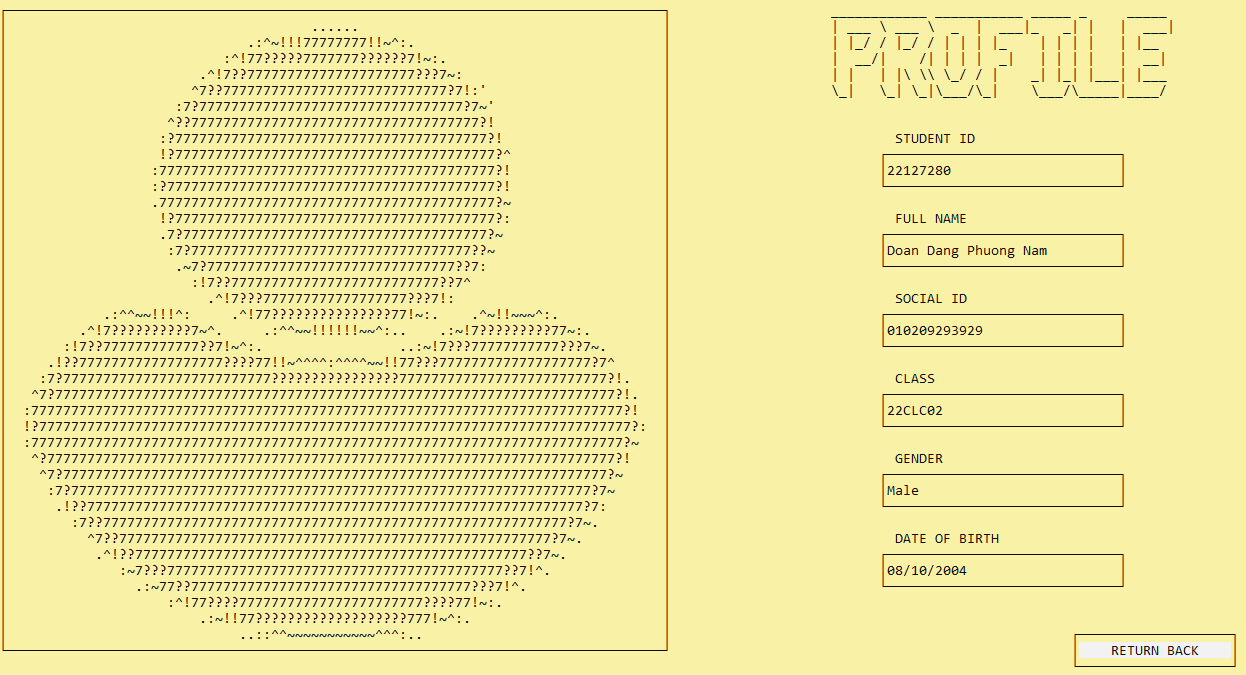 PROFILE
STUDENT ID
22127280
FULL NAME
Doan Dang Phuong Nam
SOCIAL ID
010209293929
CLASS
22CLC02
GENDER
Male
DATE OF BIRTH
08/10/2004
RETURN BACK